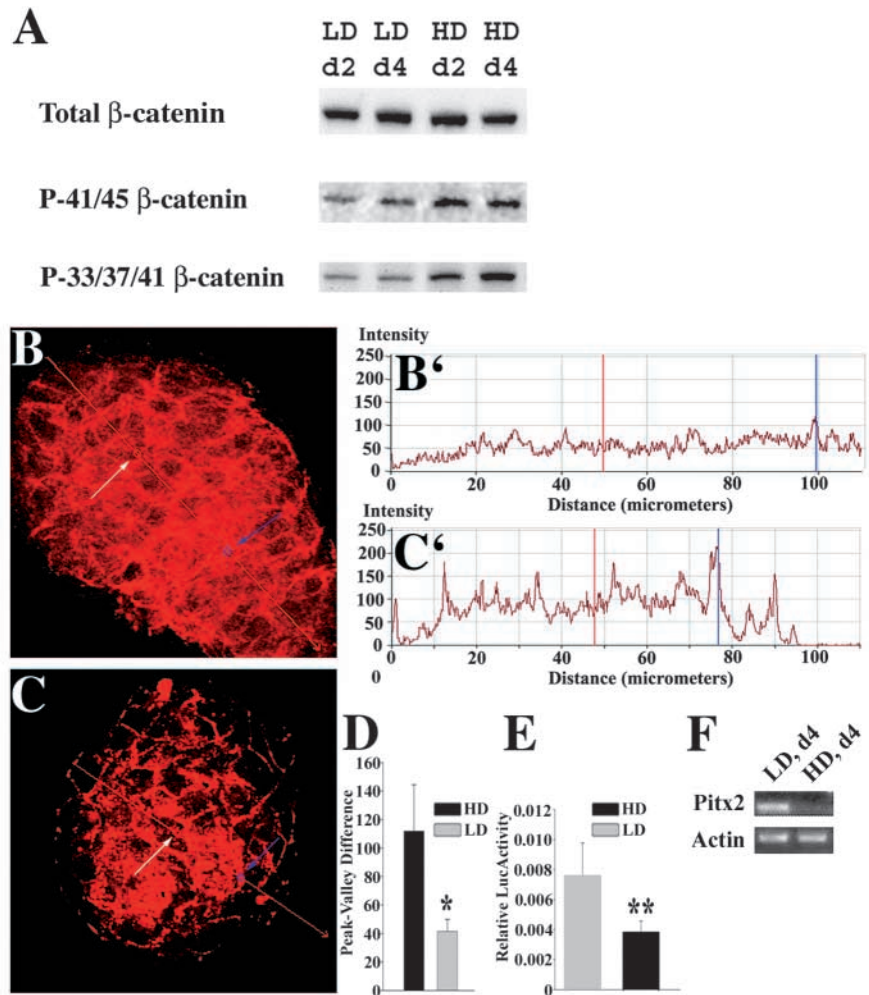 A
LD LD HD HD
d2 d4 d2 d4
Total β-catenin
P-41/45 β-catenin
P-33/37/41 β-catenin
B
Intensity
B‘
250
200
150
100
50
0
0 20 40 60 80 100
Distance (micrometers)
Intensity
C‘
250
200
150
100
50
0
0
0 20 40 60 80 100
Distance (micrometers)
C
D
Peak-Valley Difference
160
140
120
100
80
60
40
20
0
HD
LD
*
E
Relative LucActivity
0.012
0.010
0.008
0.006
0.004
0.002
0
HD
LD
**
F
LD, d4 HD, d4
Pitx2
Actin